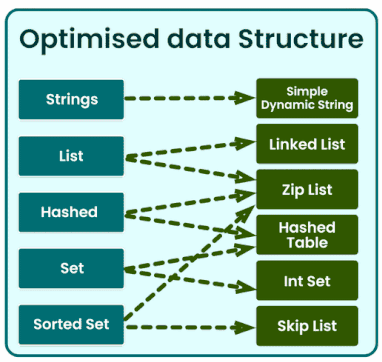 Optimised data Structure
Strings
Simple
Dynamic String
List
Linked List
Zip List
Hashed
Hashed
Table
Set
Int Set
Sorted Set
Skip List